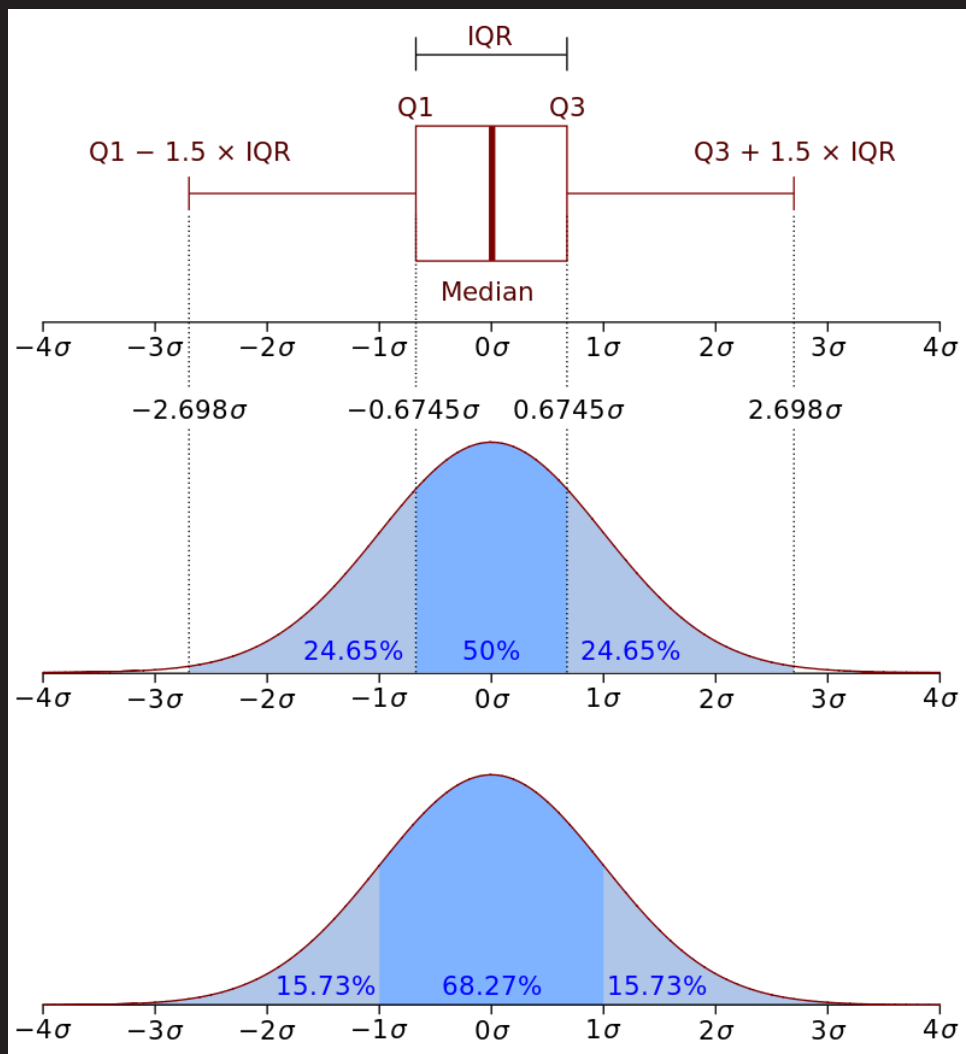 IQR
Q1 Q3
Q1 − 1.5 × IQR Q3 + 1.5 × IQR
Median
−4σ −3σ −2σ −1σ 0σ 1σ 2σ 3σ 4σ
−2.698σ −0.6745σ 0.6745σ 2.698σ
24.65% 50% 24.65%
−4σ −3σ −2σ −1σ 0σ 1σ 2σ 3σ 4σ
15.73% 68.27% 15.73%
−4σ −3σ −2σ −1σ 0σ 1σ 2σ 3σ 4σ